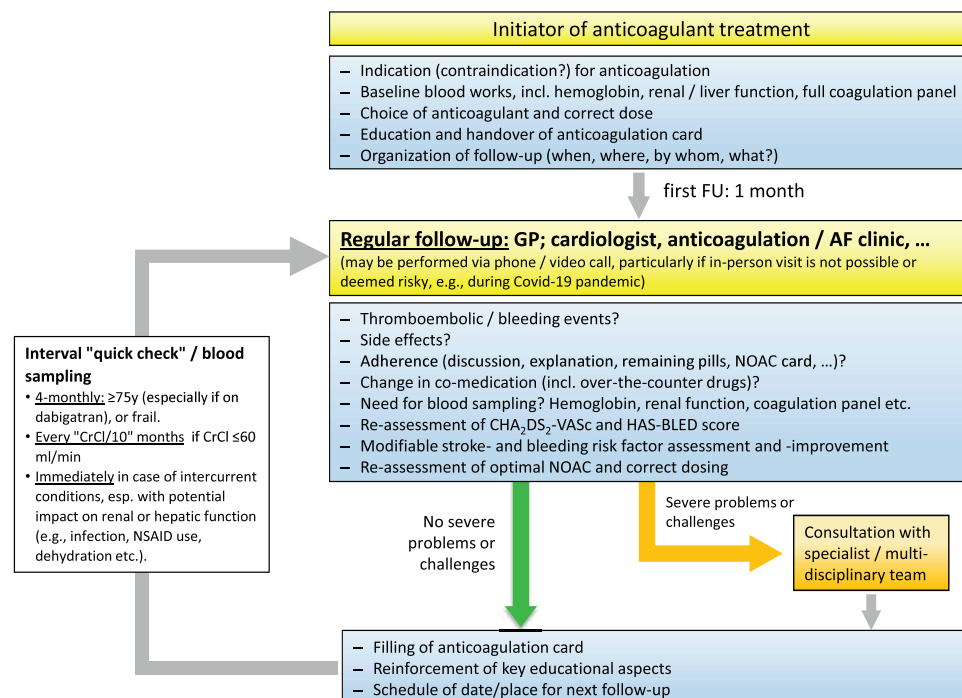 Initiator of anticoagulant treatment
– Indication (contraindication?) for anticoagulation
– Baseline blood works, incl. hemoglobin, renal / liver function, full coagulation panel
– Choice of anticoagulant and correct dose
– Education and handover of anticoagulation card
– Organization of follow-up (when, where, by whom, what?)
first FU: 1 month
Regular follow-up: GP; cardiologist, anticoagulation / AF clinic, ...
(may be performed via phone / video call, particularly if in-person visit is not possible or
deemed risky, e.g., during Covid-19 pandemic)
– Thromboembolic / bleeding events?
– Side effects?
– Adherence (discussion, explanation, remaining pills, NOAC card, ...)?
– Change in co-medication (incl. over-the-counter drugs)?
– Need for blood sampling? Hemoglobin, renal function, coagulation panel etc.
– Re-assessment of CHA₂DS₂-VASc and HAS-BLED score
– Modifiable stroke- and bleeding risk factor assessment and -improvement
– Re-assessment of optimal NOAC and correct dosing
Interval "quick check" / blood
sampling
• 4-monthly: ≥75y (especially if on
dabigatran), or frail.
• Every "CrCl/10" months if CrCl ≤60
ml/min
• Immediately in case of intercurrent
conditions, esp. with potential
impact on renal or hepatic function
(e.g., infection, NSAID use,
dehydration etc.).
No severe
problems or
challenges
Severe problems or
challenges
Consultation with
specialist / multi-
disciplinary team
– Filling of anticoagulation card
– Reinforcement of key educational aspects
– Schedule of date/place for next follow-up